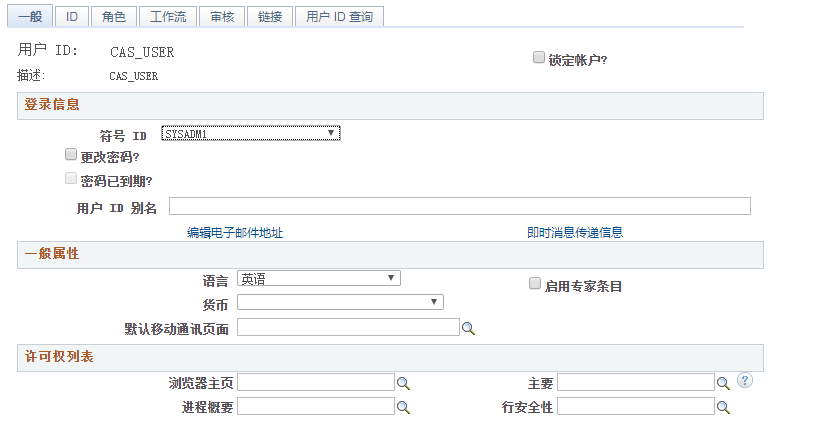 一般 ID 角色 工作流 审核 链接 用户 ID 查询
用户 ID: CAS_USER 锁定帐户?
描述: CAS_USER
登录信息
符号 ID SYSADM1
更改密码?
密码已到期?
用户 ID 别名
编辑电子邮件地址 即时消息传递信息
一般属性
语言 英语 启用专家条目
货币
默认移动通讯页面
许可权列表
浏览器主页 主要 ?
进程概要 行安全性